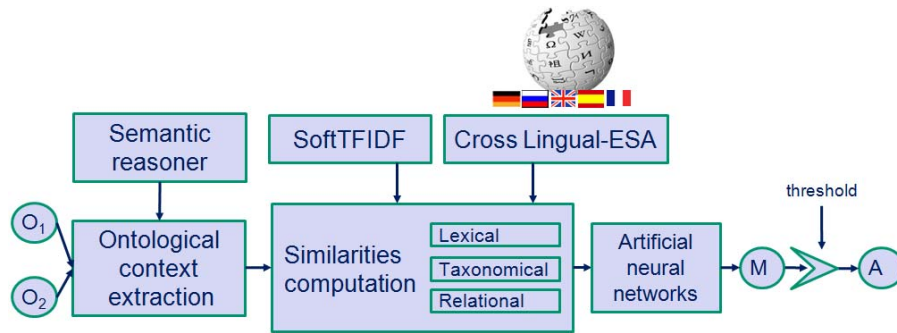 Ω
W
И
祖
Semantic
reasoner
SoftTFIDF
Cross Lingual-ESA
threshold
O1
O2
Ontological
context
extraction
Similarities
computation
Lexical
Taxonomical
Relational
Artificial
neural
networks
M
A